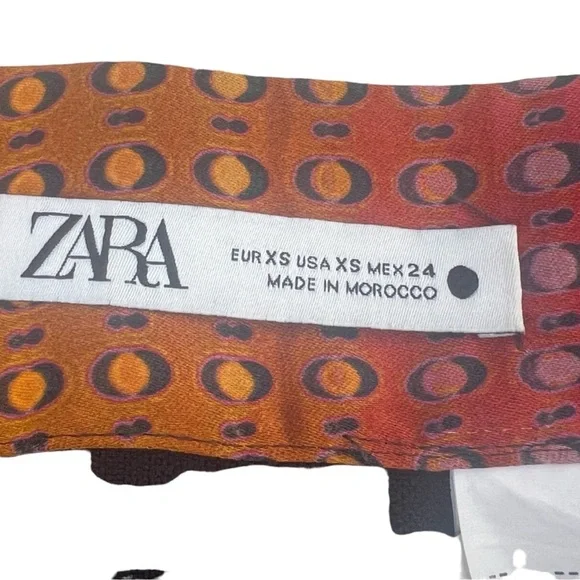 ZARA
EUR XS USA XS MEX 24
MADE IN MOROCCO